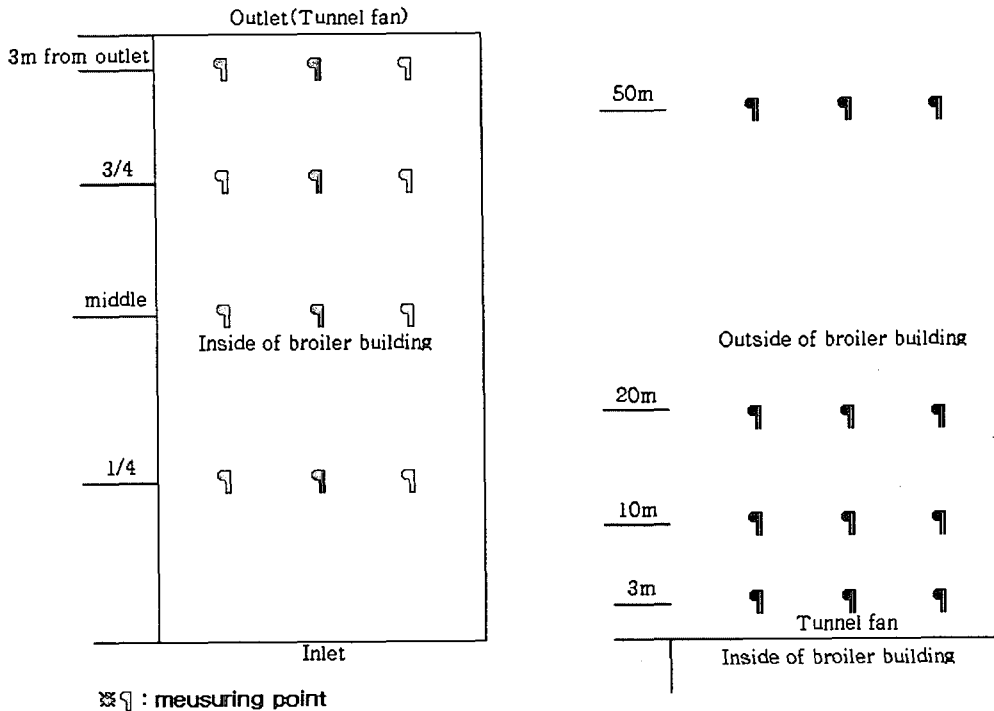 Outlet(Tunnel fan)
3m from outlet
3/4
middle
Inside of broiler building
1/4
Inlet
※¶ : meusuring point
50m
Outside of broiler building
20m
10m
3m
Tunnel fan
Inside of broiler building